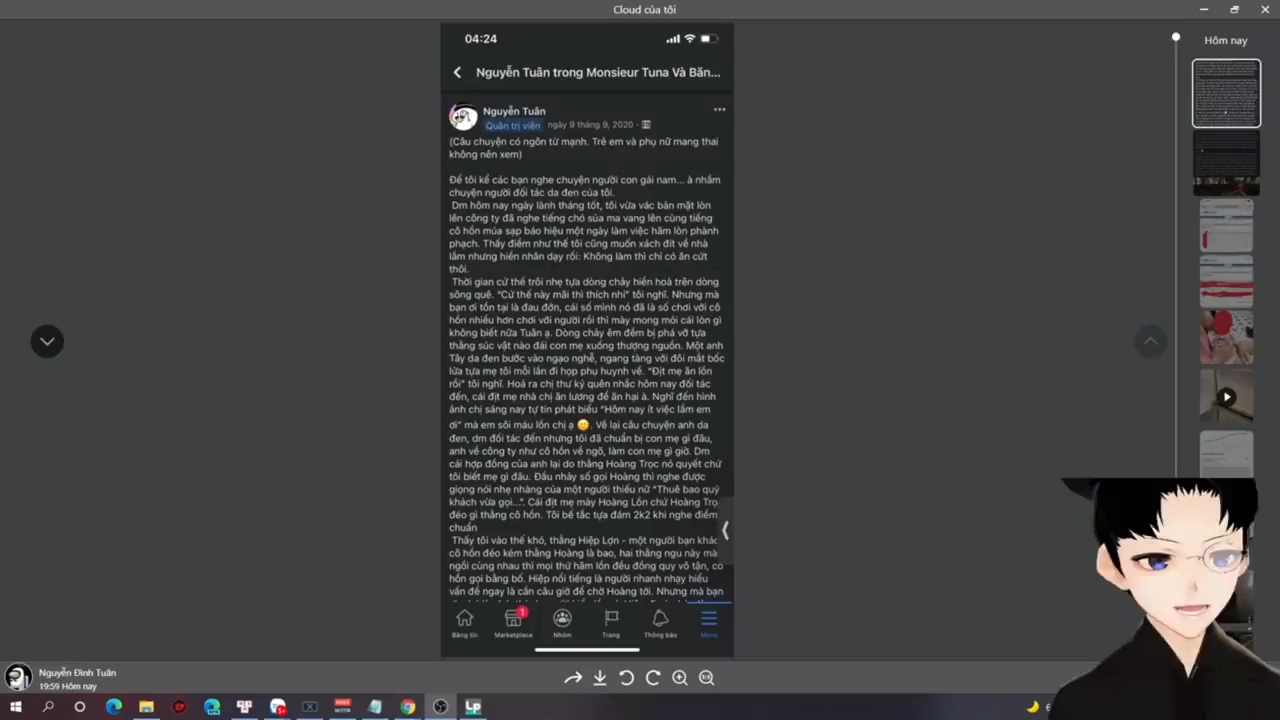 Cloud của tôi
04:24
Hôm nay
Nguyễn Tuân trong Monsieur Tuna Và Băn...
Nguyễn Tuân
Quản trị viên ngày 9 tháng 9, 2020
(Câu chuyện có ngôn từ mạnh. Trẻ em và phụ nữ mang thai
không nên xem)
Để tôi kể các bạn nghe chuyện người con gái nam... à nhầm
chuyện người đối tác da đen của tôi.
Dm hôm nay ngày lành tháng tốt, tôi vừa vác bản mặt lòn
lên công ty đã nghe tiếng chó sủa ma vang lên cùng tiếng
cô hồn múa sạp báo hiệu một ngày làm việc hãm lòn phành
phạch. Thấy điềm như thế tôi cũng muốn xách đít về nhà
lắm nhưng hiền nhân dạy rồi: Không làm thì chỉ có ăn cứt
thôi.
Thời gian cứ thế trôi nhẹ tựa dòng chảy hiền hoà trên dòng
sông quê. “Cứ thế này mãi thì thích nhỉ” tôi nghĩ. Nhưng mà
bạn ơi tồn tại là đau đớn, cái số mình nó đã là số chơi với cô
hồn nhiều hơn chơi với người rồi thì mày mong mỏi cái lòn gì
không biết nữa Tuân ạ. Dòng chảy êm đềm bị phá vỡ tựa
thằng súc vật nào đái con mẹ xuống thượng nguồn. Một anh
Tây da đen bước vào ngạo nghễ, ngang tàng với đôi mắt bốc
lửa tựa mẹ tôi mỗi lần đi họp phụ huynh về. “Địt mẹ ăn lồn
rồi” tôi nghĩ. Hoá ra chị thư ký quên nhắc hôm nay đối tác
đến, cái địt mẹ nhà chị ăn lương để ăn hại à. Nghĩ đến hình
ảnh chị sáng nay tự tin phát biểu “Hôm nay ít việc lắm em
ơi” mà em sôi máu lồn chị ạ 🙂. Về lại câu chuyện anh da
đen, dm đối tác đến nhưng tôi đã chuẩn bị con mẹ gì đâu,
anh về công ty như cô hồn về ngõ, làm con mẹ gì giờ. Dm
cái hợp đồng của anh lại do thằng Hoàng Trọc nó quyết chứ
tôi biết mẹ gì đâu. Đầu nhảy số gọi Hoàng thì nghe được
giọng nói nhẹ nhàng của một người thiếu nữ “Thuê bao quý
khách vừa gọi...”. Cái địt mẹ mày Hoàng Lồn chứ Hoàng Trọ
đéo gì thằng cô hồn. Tôi bế tắc tựa đám 2k2 khi nghe điểm
chuẩn
Thấy tôi vào thế khó, thằng Hiệp Lợn - một người bạn khác
cô hồn đéo kém thằng Hoàng là bao, hai thằng ngu này mà
ngồi cùng nhau thì mọi thứ hãm lồn đều đồng quy vô tận, cô
hồn gọi bằng bố. Hiệp nổi tiếng là người nhanh nhạy hiểu
vấn đề ngay là cần câu giờ để chờ Hoàng tới. Nhưng mà bạn
1
Bảng tin
Marketplace
Nhóm
Trang
Thông báo
Menu
Nguyễn Đình Tuân
19:59 Hôm nay